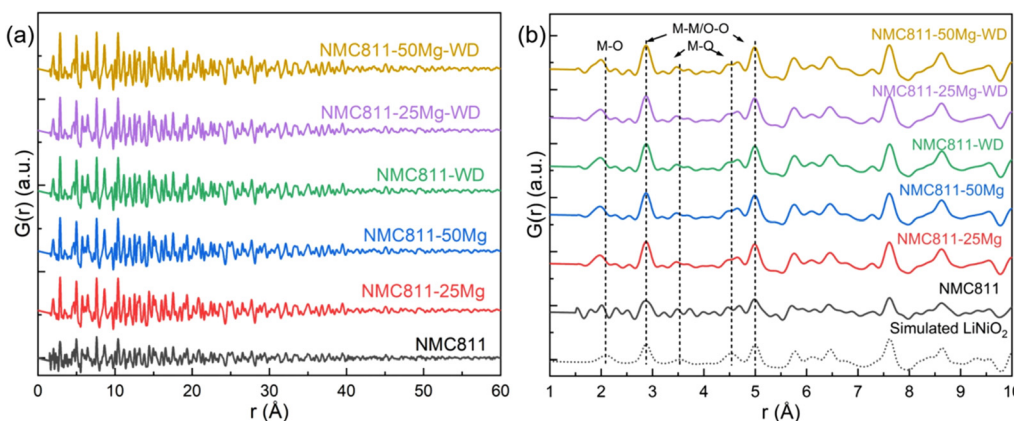 (a)
NMC811-50Mg-WD
NMC811-25Mg-WD
NMC811-WD
NMC811-50Mg
NMC811-25Mg
NMC811
G(r) (a.u.)
0 10 20 30 40 50 60
r (Å)
(b)
M-M/O-O
M-O
M-O
NMC811-50Mg-WD
NMC811-25Mg-WD
NMC811-WD
NMC811-50Mg
NMC811-25Mg
NMC811
Simulated LiNiO₂
G(r) (a.u.)
1 2 3 4 5 6 7 8 9 10
r (Å)